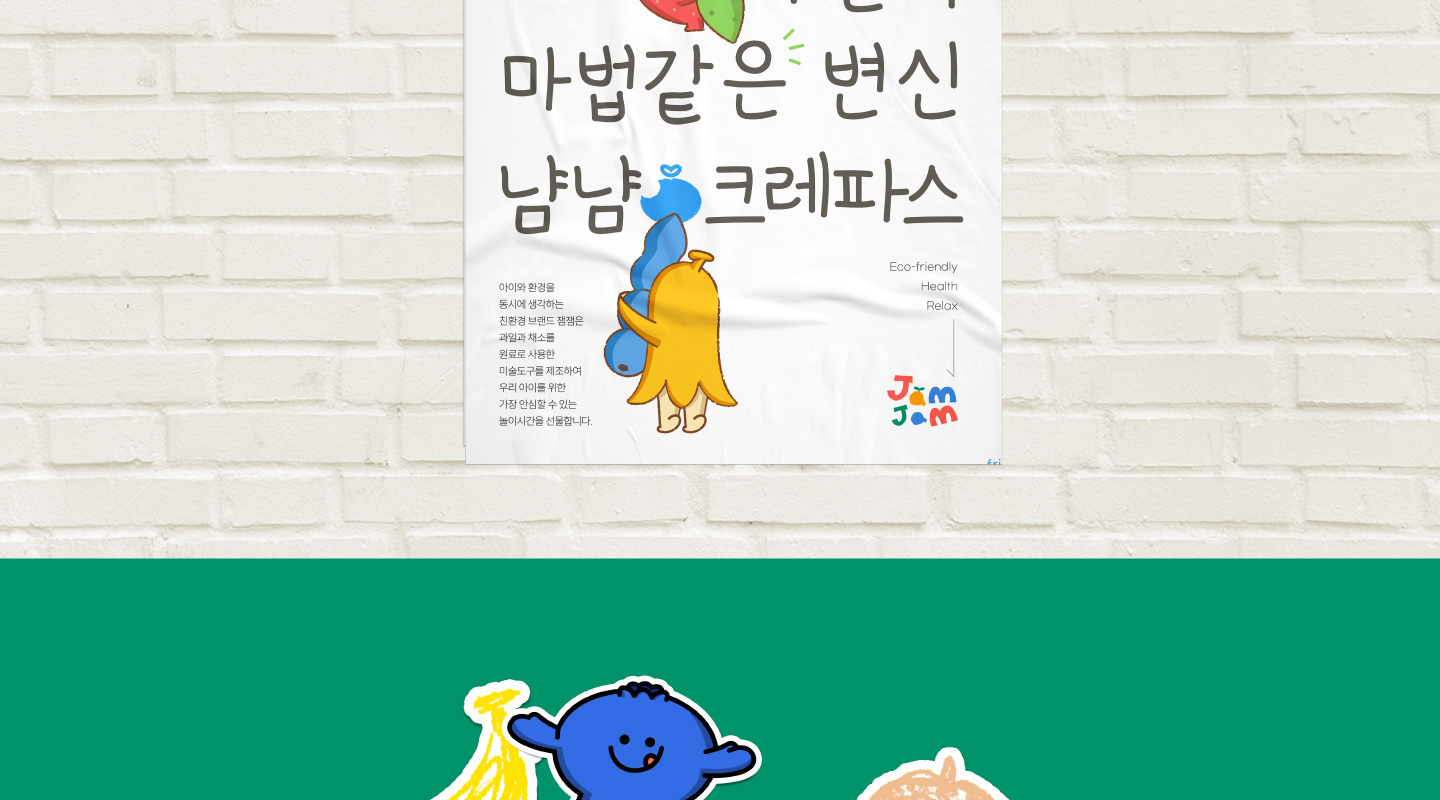 마법같은 변신
냠냠 크레파스
아이와 환경을
동시에 생각하는
친환경 브랜드 잼잼은
과일과 채소를
원료로 사용한
미술도구를 제조하여
우리 아이를 위한
가장 안심할 수 있는
놀이시간을 선물합니다.
Eco-friendly
Health
Relax
Jam
Jam